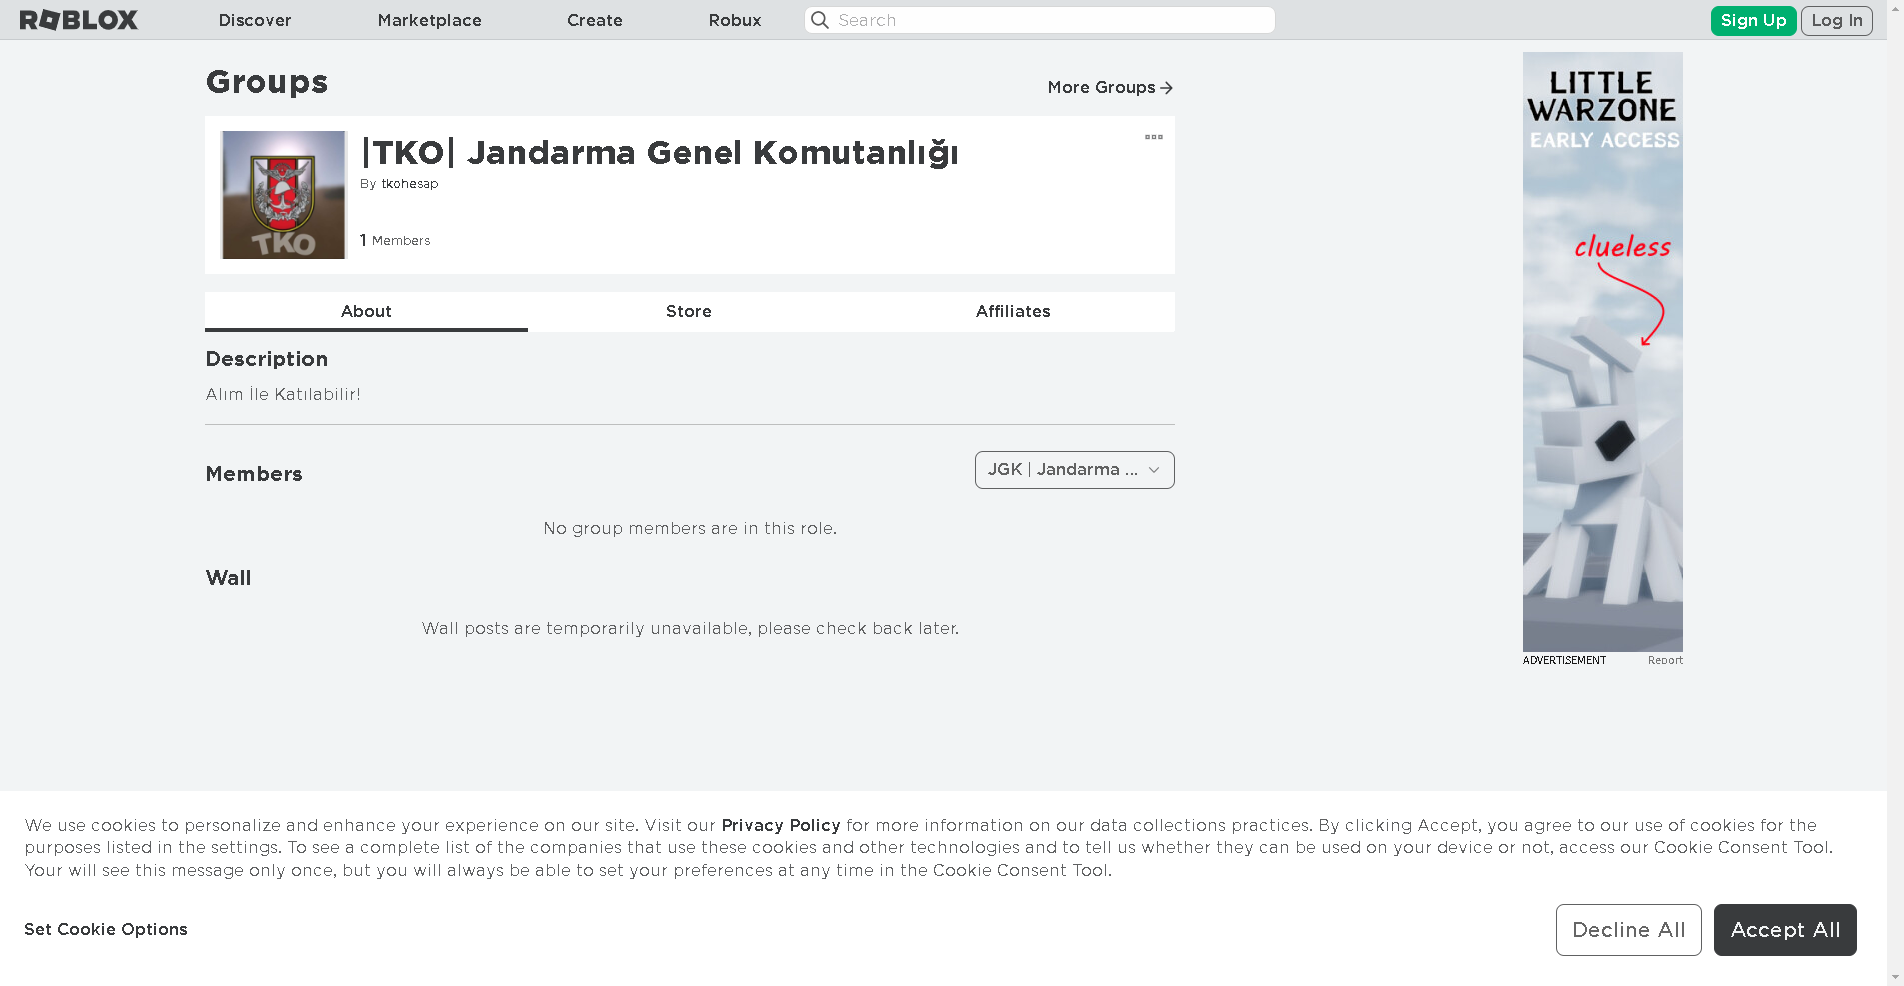 ROBLOX
Discover
Marketplace
Create
Robux
Search
Sign Up
Log In
Groups
More Groups
|TKO| Jandarma Genel Komutanlığı
By tkohesap
1 Members
TKO
About
Store
Affiliates
Description
Alım İle Katılabilir!
Members
JGK | Jandarma ...
No group members are in this role.
Wall
Wall posts are temporarily unavailable, please check back later.
LITTLE
WARZONE
EARLY ACCESS
clueless
ADVERTISEMENT
Report
We use cookies to personalize and enhance your experience on our site. Visit our Privacy Policy for more information on our data collections practices. By clicking Accept, you agree to our use of cookies for the
purposes listed in the settings. To see a complete list of the companies that use these cookies and other technologies and to tell us whether they can be used on your device or not, access our Cookie Consent Tool.
Your will see this message only once, but you will always be able to set your preferences at any time in the Cookie Consent Tool.
Set Cookie Options
Decline All
Accept All